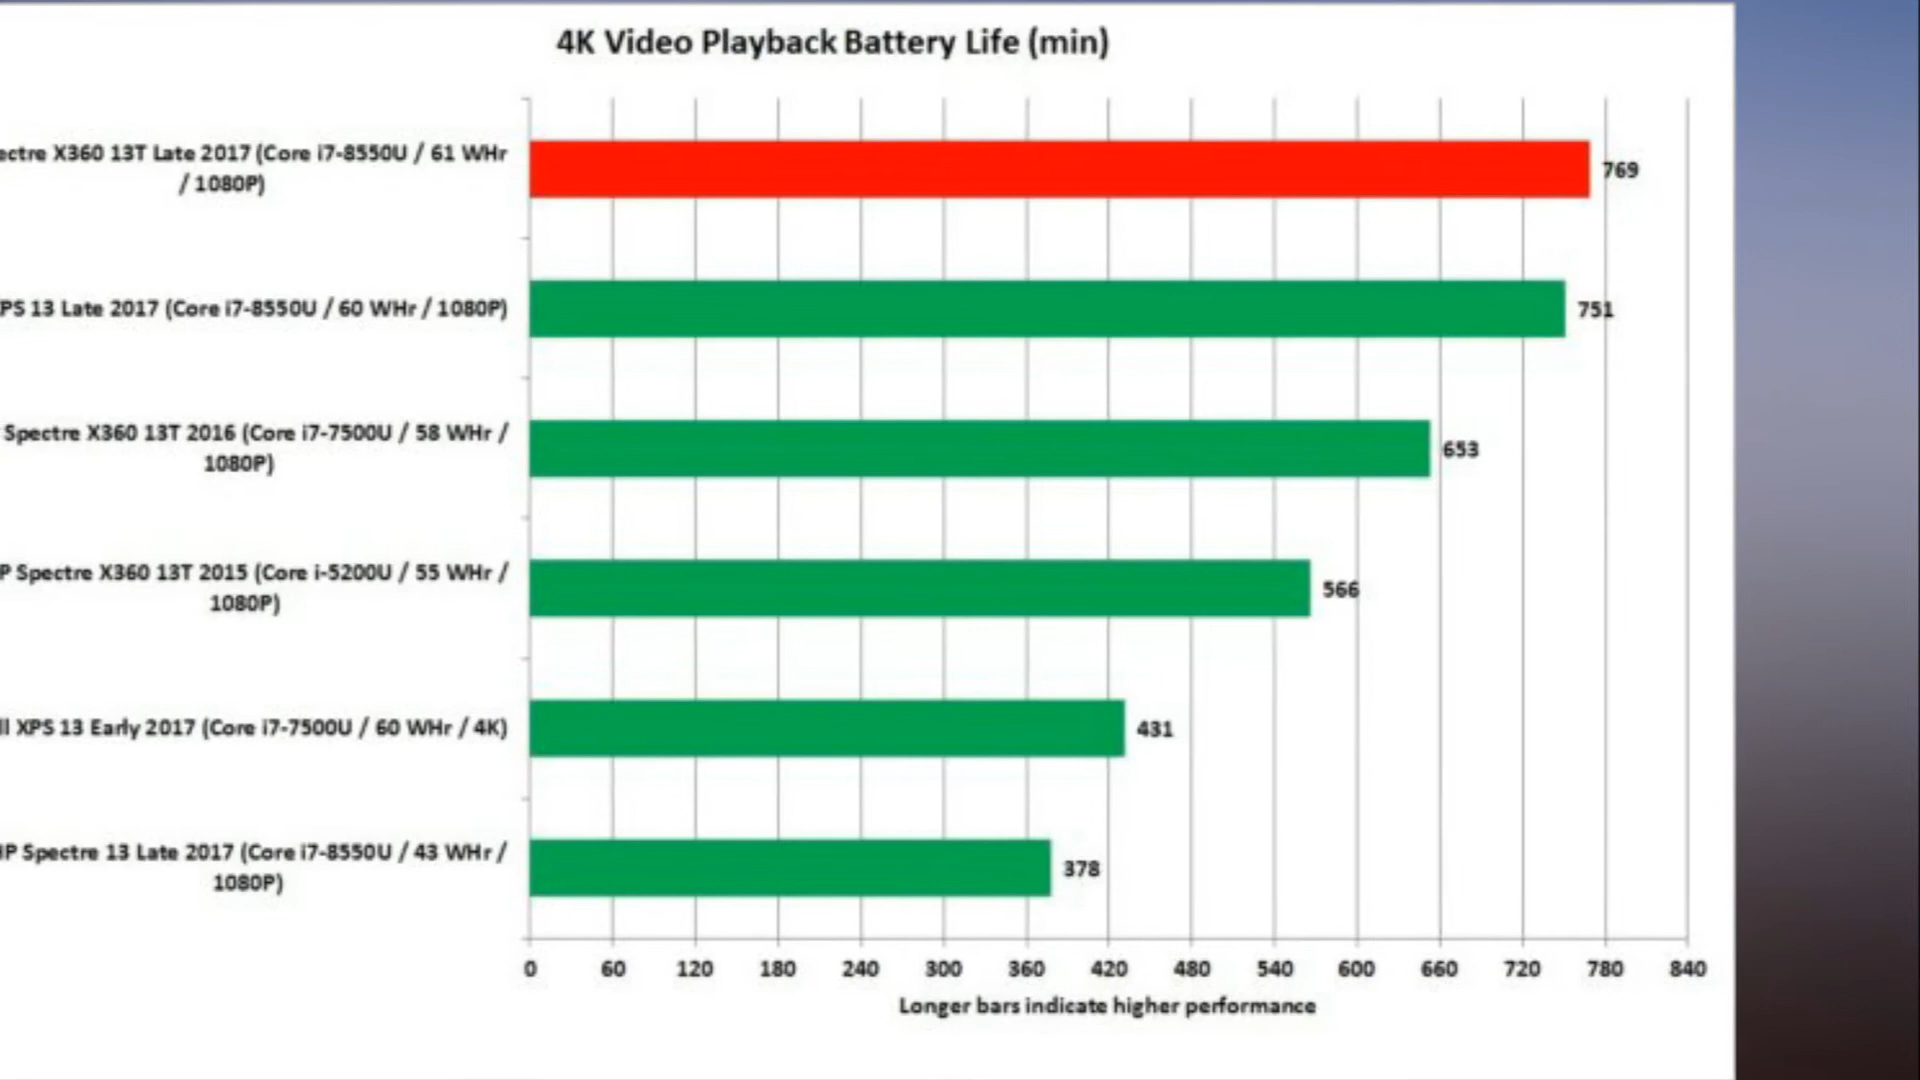 4K Video Playback Battery Life (min)
ectre X360 13T Late 2017 (Core i7-8550U / 61 WHr
/ 1080P)
769
PS 13 Late 2017 (Core i7-8550U / 60 WHr / 1080P)
751
Spectre X360 13T 2016 (Core i7-7500U / 58 WHr /
1080P)
653
P Spectre X360 13T 2015 (Core i-5200U / 55 WHr /
1080P)
566
ll XPS 13 Early 2017 (Core i7-7500U / 60 WHr / 4K)
431
HP Spectre 13 Late 2017 (Core i7-8550U / 43 WHr /
1080P)
378
0 60 120 180 240 300 360 420 480 540 600 660 720 780 840
Longer bars indicate higher performance